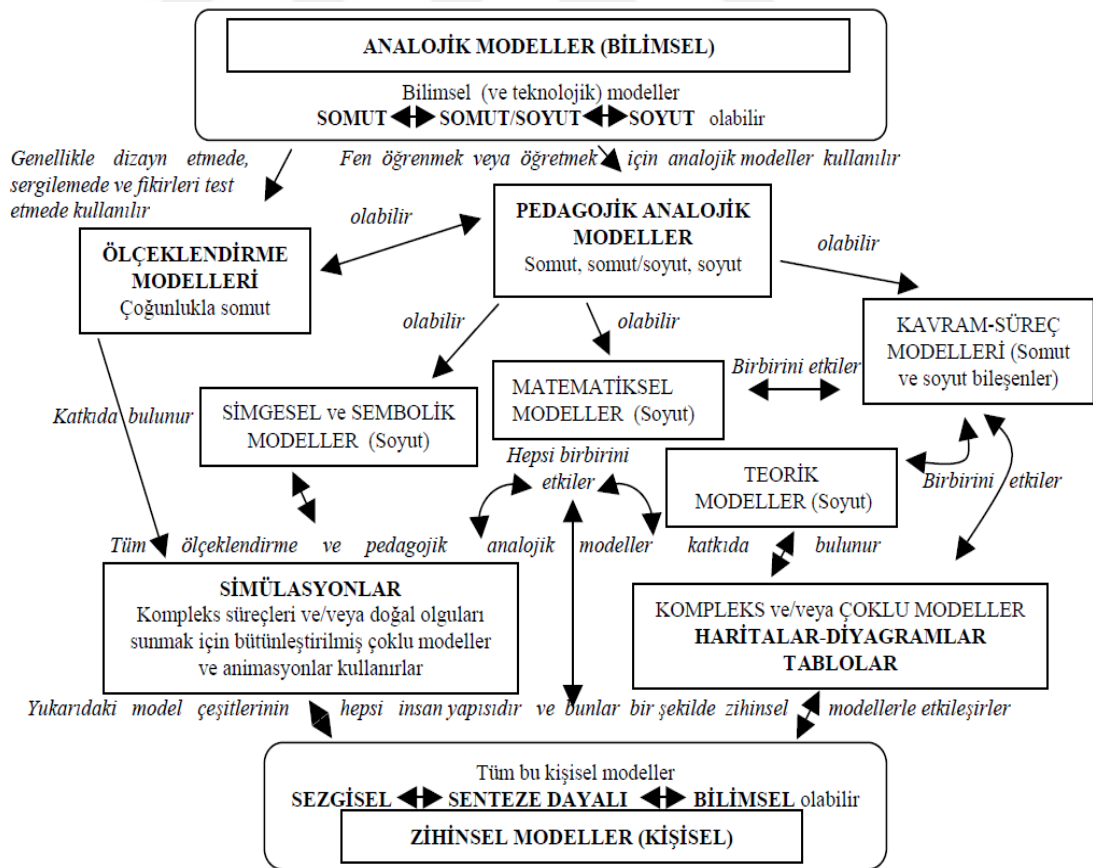 ANALOJİK MODELLER (BİLİMSEL)
Bilimsel (ve teknolojik) modeller
SOMUT SOMUT/SOYUT SOYUT olabilir
Genellikle dizayn etmede,
sergilemede ve fikirleri test
etmede kullanılır
Fen öğrenmek veya öğretmek için analojik modeller kullanılır
olabilir
PEDAGOJİK ANALOJİK
MODELLER
Somut, somut/soyut, soyut
olabilir
ÖLÇEKLENDİRME
MODELLERİ
Çoğunlukla somut
olabilir
olabilir
KAVRAM-SÜREÇ
MODELLERİ (Somut
ve soyut bileşenler)
Birbirini etkiler
MATEMATİKSEL
MODELLER (Soyut)
Katkıda bulunur
SİMGESEL ve SEMBOLİK
MODELLER (Soyut)
Hepsi birbirini
etkiler
TEORİK
MODELLER (Soyut)
Birbirini etkiler
Tüm ölçeklendirme ve pedagojik analojik modeller katkıda bulunur
SİMÜLASYONLAR
Kompleks süreçleri ve/veya doğal olguları
sunmak için bütünleştirilmiş çoklu modeller
ve animasyonlar kullanırlar
KOMPLEKS ve/veya ÇOKLU MODELLER
HARİTALAR-DİYAGRAMLAR
TABLOLAR
Yukarıdaki model çeşitlerinin hepsi insan yapısıdır ve bunlar bir şekilde zihinsel modellerle etkileşirler
Tüm bu kişisel modeller
SEZGİSEL SENTEZE DAYALI BİLİMSEL olabilir
ZİHİNSEL MODELLER (KİŞİSEL)